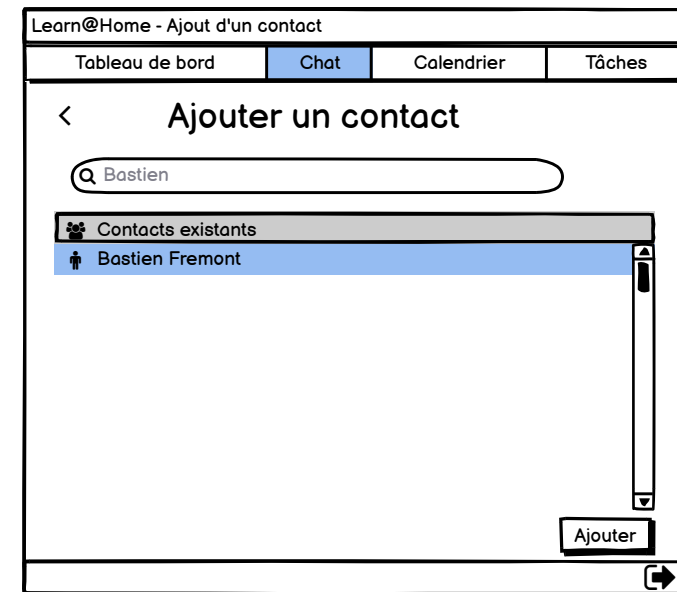 Learn@Home - Ajout d'un contact
Tableau de bord Chat Calendrier Tâches
Ajouter un contact
Bastien
Contacts existants
Bastien Fremont
Ajouter